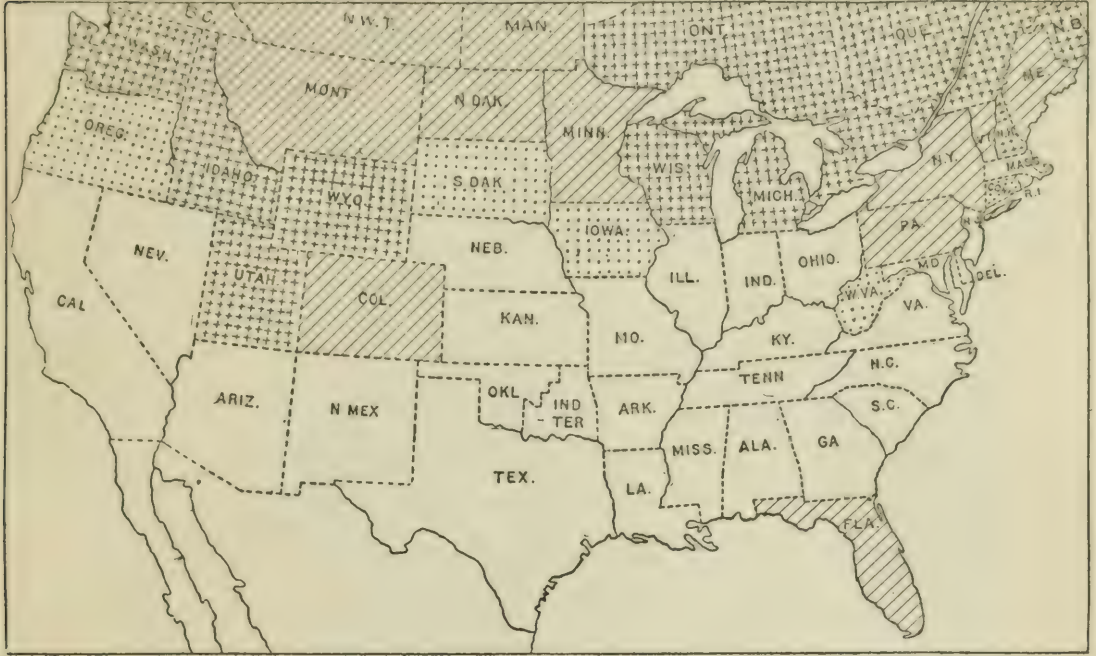 B.C.
N.W.T.
MAN.
ONT.
QUE.
N.B.
WASH.
MONT
N DAK.
MINN.
ME.
OREG.
IDAHO.
WYO.
S DAK.
WIS.
MICH.
N.Y.
VT.
N.H.
MASS.
R.I
NEV.
NEB.
IOWA.
PA.
N.J.
CAL
UTAH.
COL.
ILL.
IND.
OHIO.
MD
DEL.
W.VA.
VA.
KAN.
MO.
KY.
ARIZ.
N MEX
OKL
IND
TER
ARK.
TENN
N.C.
S.C.
TEX.
LA.
MISS.
ALA.
GA
FLA.